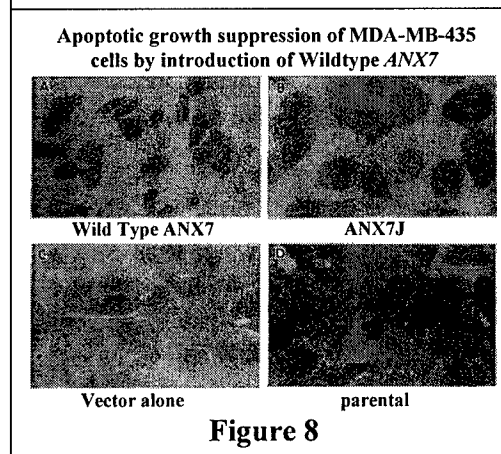 Apoptotic growth suppression of MDA-MB-435
cells by introduction of Wildtype ANX7
A
B
Wild Type ANX7
ANX7J
C
D
Vector alone
parental
Figure 8